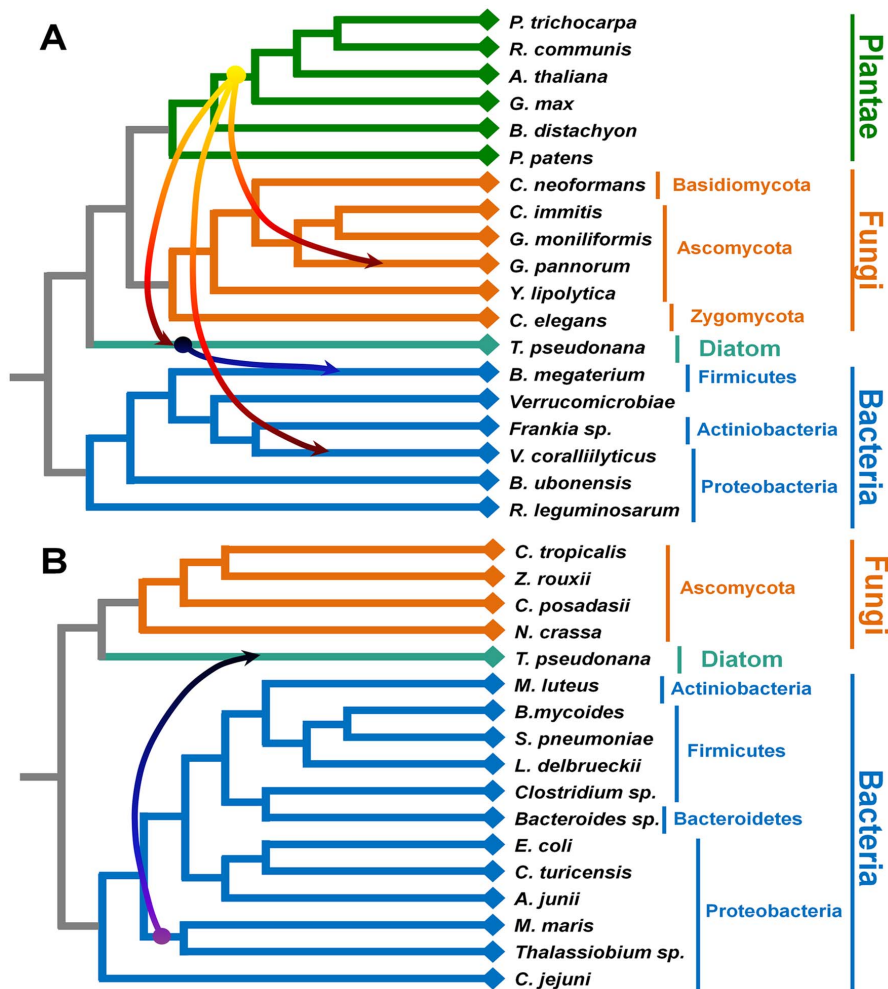 A
P. trichocarpa
R. communis
A. thaliana
G. max
B. distachyon
P. patens
Plantae
C. neoformans
Basidiomycota
C. immitis
G. moniliformis
Ascomycota
G. pannorum
Y. lipolytica
C. elegans
Zygomycota
Fungi
T. pseudonana
Diatom
B. megaterium
Firmicutes
Verrucomicrobiae
Frankia sp.
Actiniobacteria
V. coralliilyticus
B. ubonensis
Proteobacteria
R. leguminosarum
Bacteria
B
C. tropicalis
Z. rouxii
Ascomycota
C. posadasii
N. crassa
Fungi
T. pseudonana
Diatom
M. luteus
Actiniobacteria
B.mycoides
S. pneumoniae
Firmicutes
L. delbrueckii
Clostridium sp.
Bacteroides sp.
Bacteroidetes
E. coli
C. turicensis
A. junii
Proteobacteria
M. maris
Thalassiobium sp.
C. jejuni
Bacteria